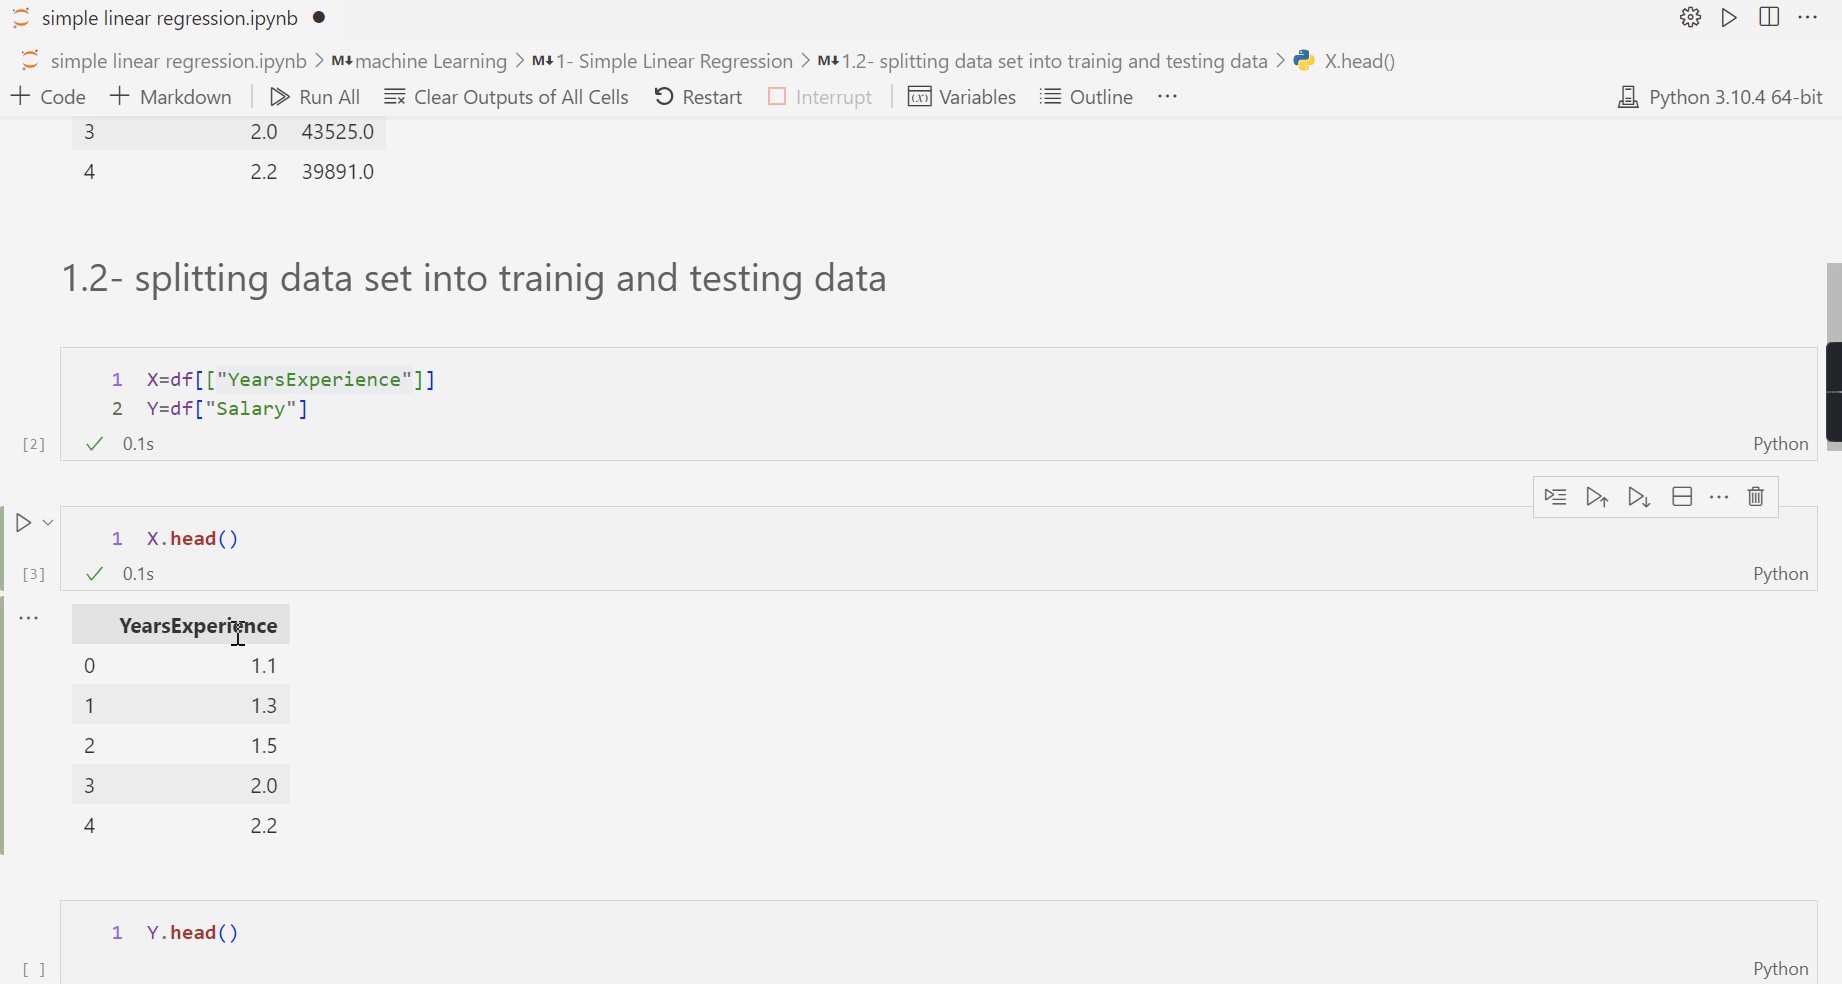 simple linear regression.ipynb ●
simple linear regression.ipynb > M↓machine Learning > M↓1- Simple Linear Regression > M↓1.2- splitting data set into trainig and testing data > X.head()
+ Code + Markdown Run All Clear Outputs of All Cells Restart Interrupt (x) Variables Outline ··· Python 3.10.4 64-bit
3 2.0 43525.0
4 2.2 39891.0
1.2- splitting data set into trainig and testing data
1 X=df[["YearsExperience"]]
2 Y=df["Salary"]
[2] ✓ 0.1s Python
1 X.head()
[3] ✓ 0.1s Python
··· YearsExperience
0 1.1
1 1.3
2 1.5
3 2.0
4 2.2
1 Y.head()
[ ] Python